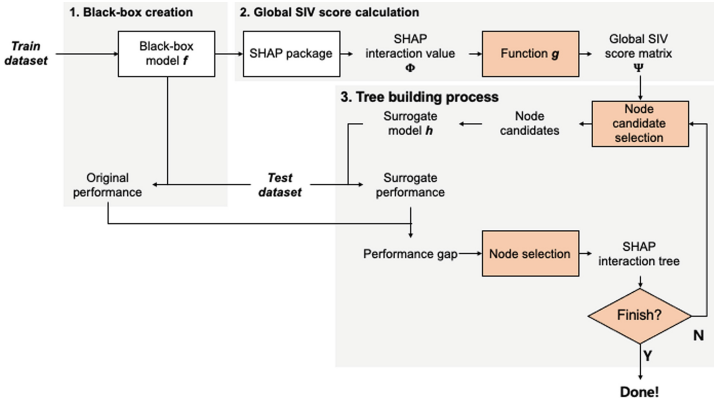 1. Black-box creation
2. Global SIV score calculation
Train
dataset
Black-box
model f
SHAP package
SHAP
interaction value
Φ
Function g
Global SIV
score matrix
Ψ
3. Tree building process
Surrogate
model h
Node
candidates
Node
candidate
selection
Original
performance
Test
dataset
Surrogate
performance
Performance gap
Node selection
SHAP
interaction tree
Finish?
N
Y
Done!